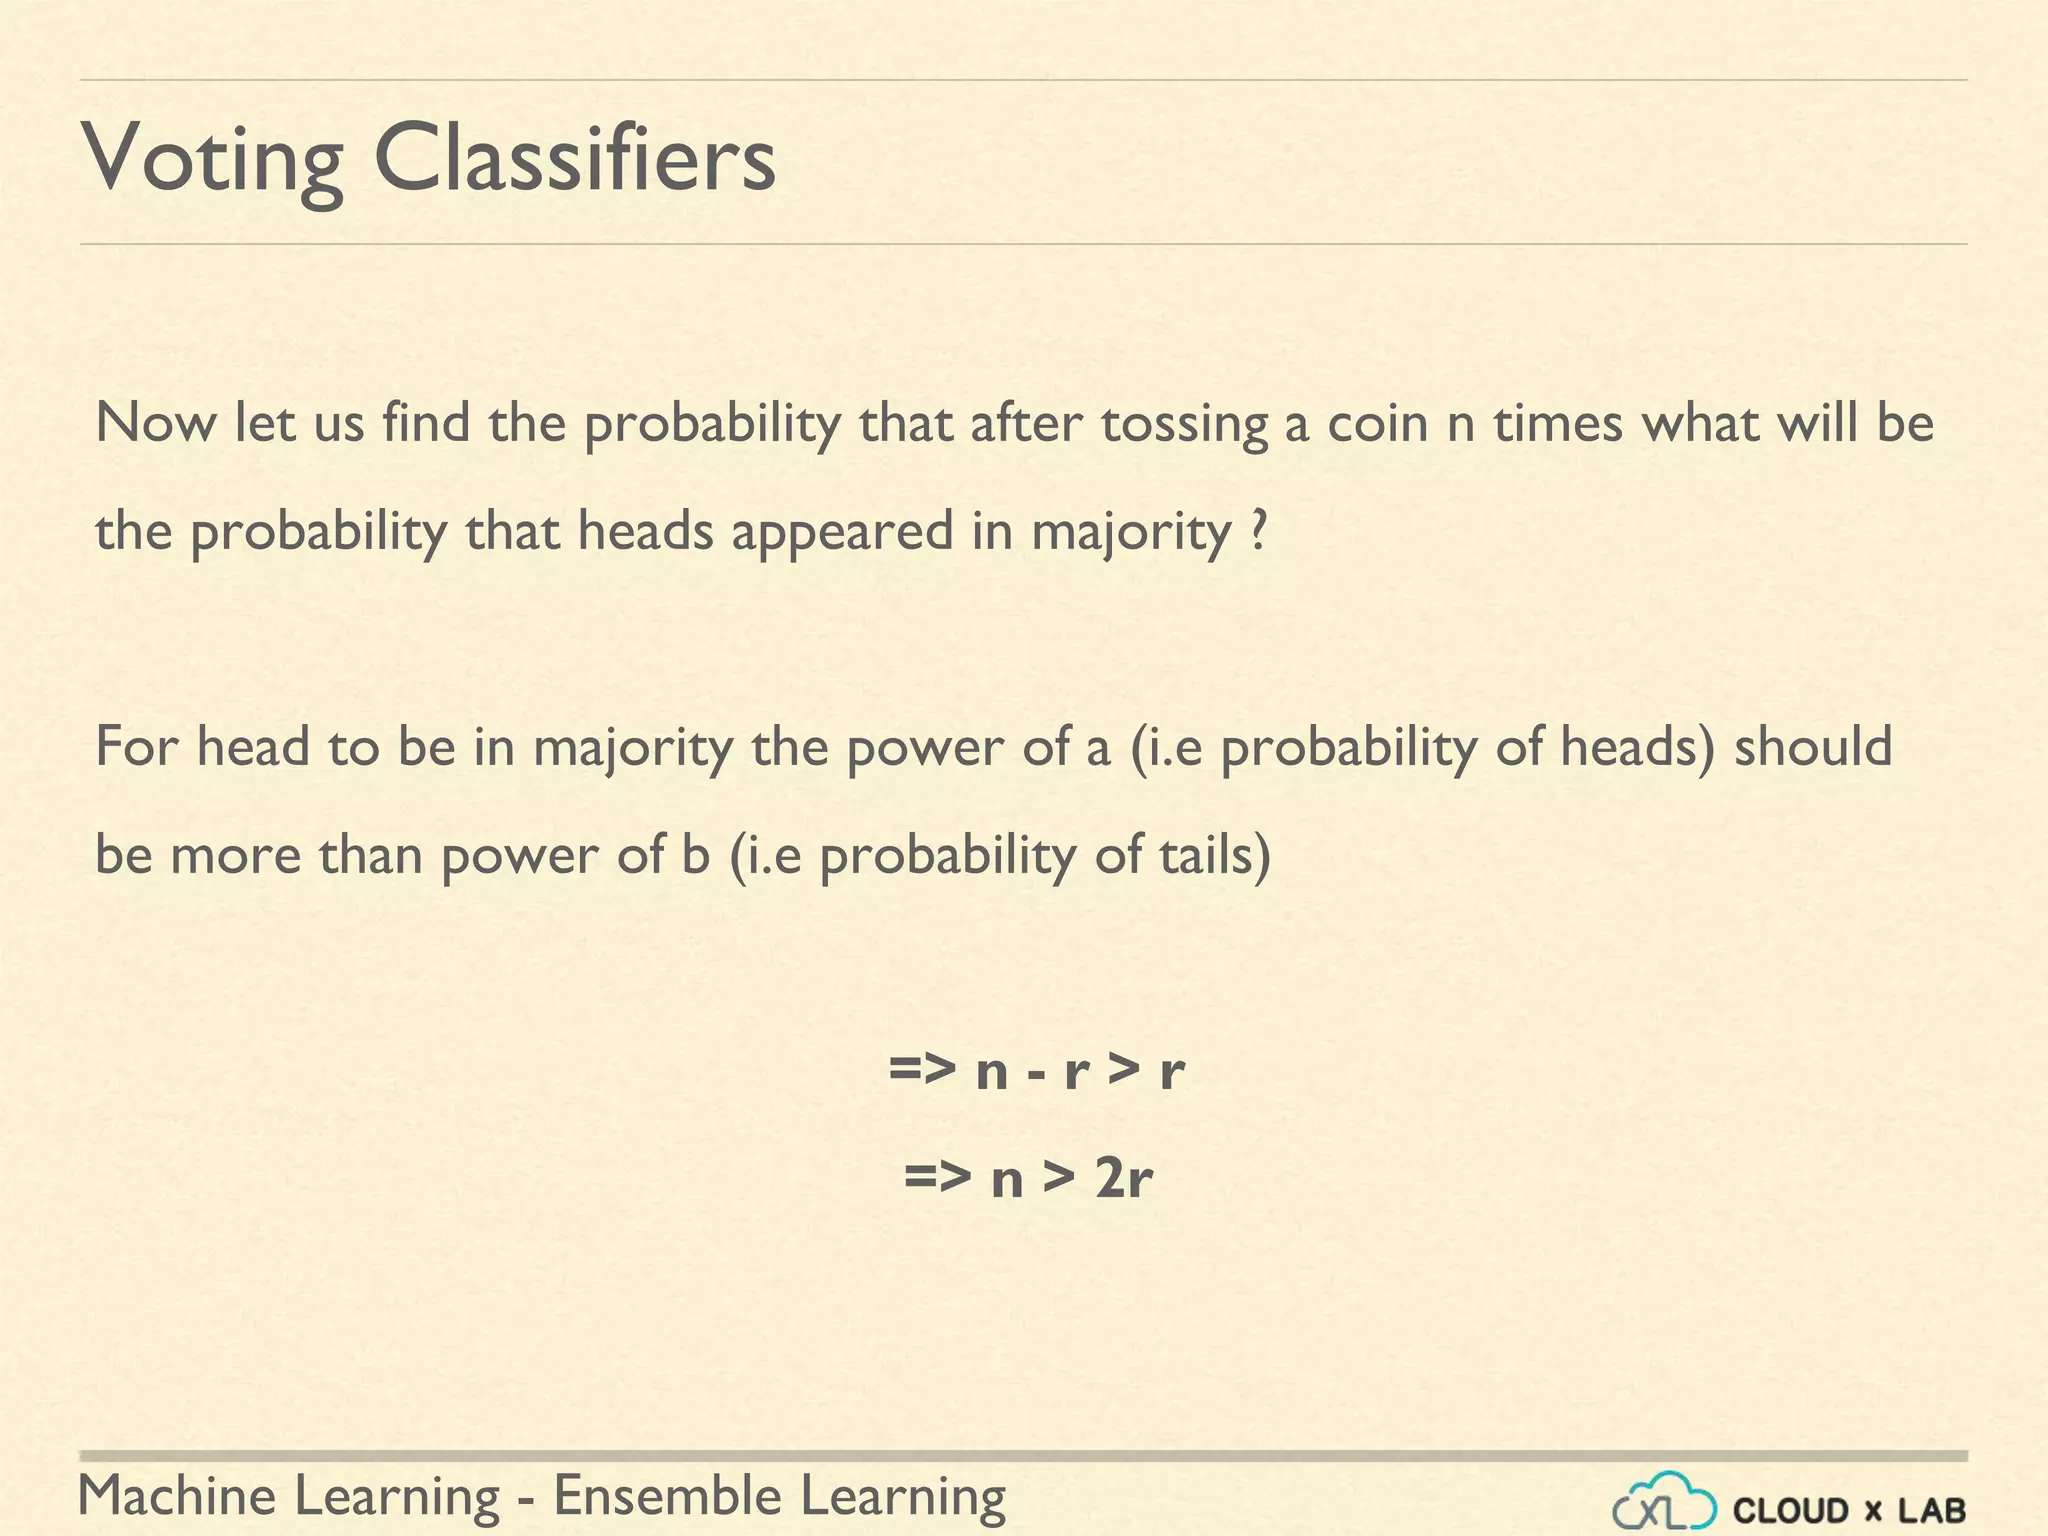 Voting Classifiers
Now let us find the probability that after tossing a coin n times what will be
the probability that heads appeared in majority ?
For head to be in majority the power of a (i.e probability of heads) should
be more than power of b (i.e probability of tails)
=> n - r > r
=> n > 2r
Machine Learning - Ensemble Learning
CXL CLOUD x LAB